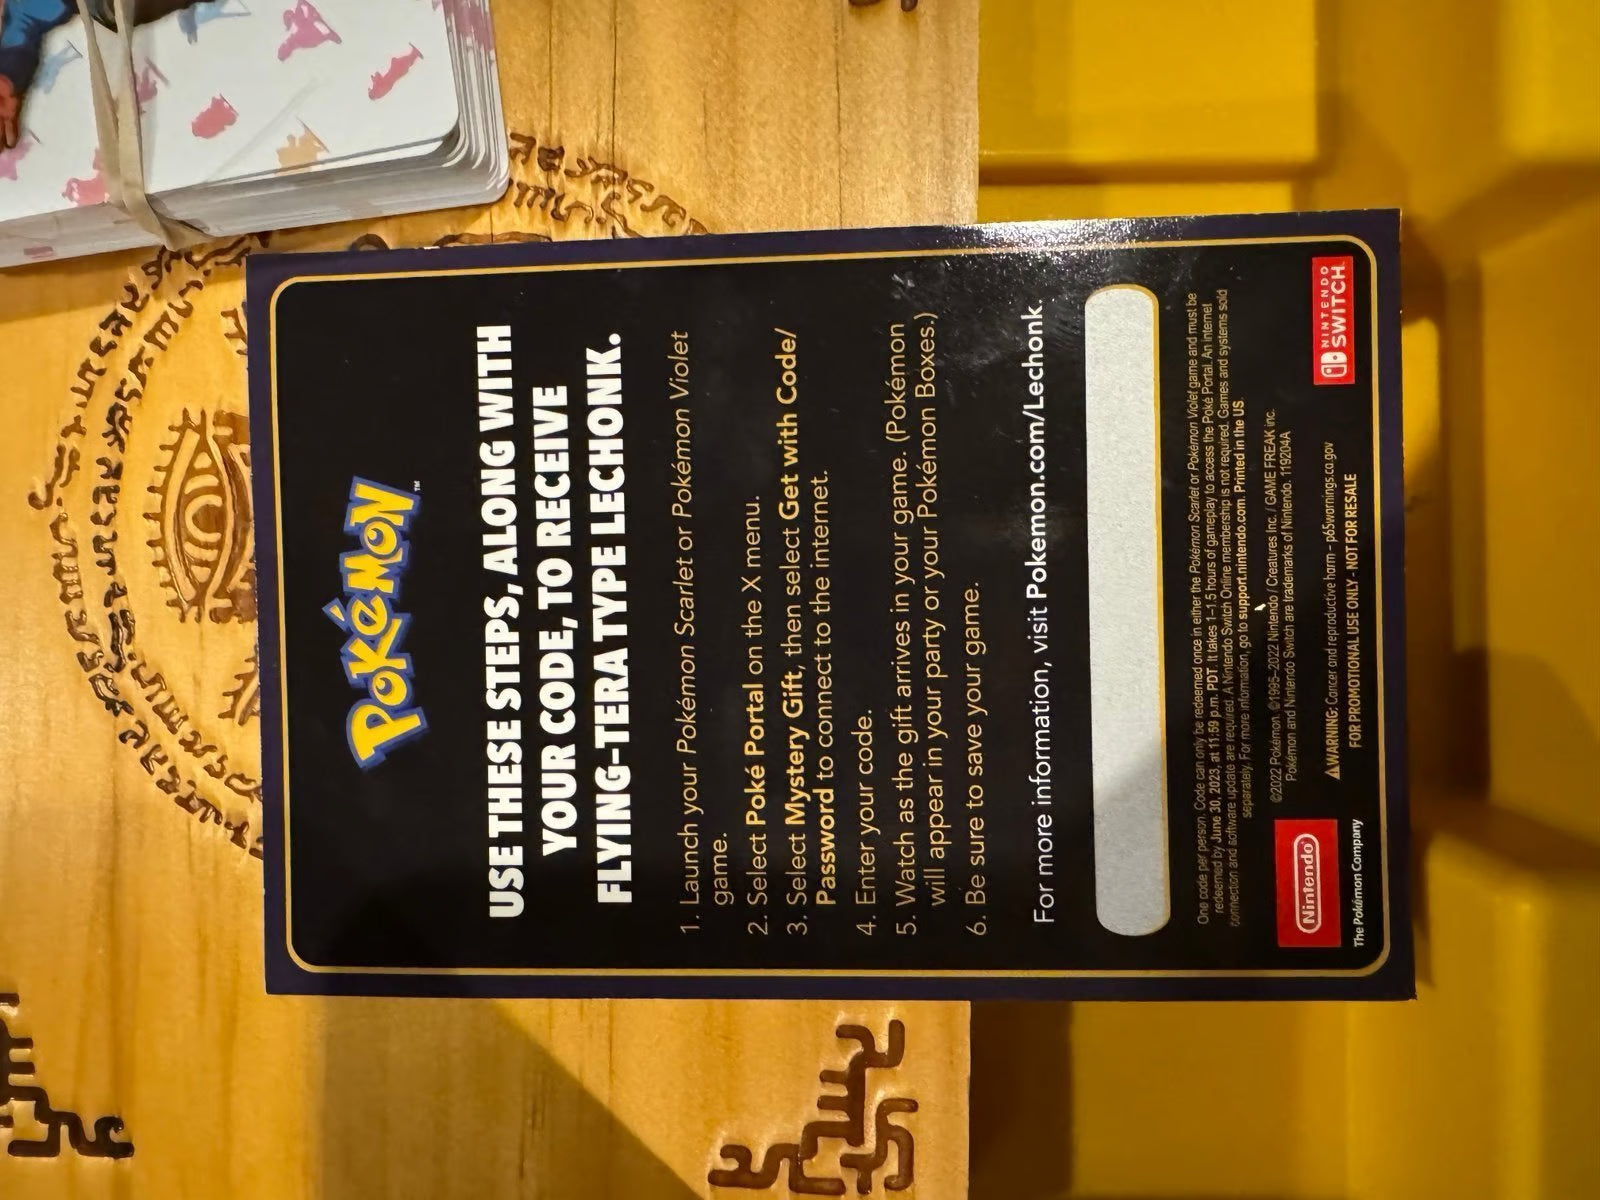 Pokémon™
USE THESE STEPS, ALONG WITH
YOUR CODE, TO RECEIVE
FLYING-TERA TYPE LECHONK.
1. Launch your Pokémon Scarlet or Pokémon Violet
game.
2. Select Poké Portal on the X menu.
3. Select Mystery Gift, then select Get with Code/
Password to connect to the internet.
4. Enter your code.
5. Watch as the gift arrives in your game. (Pokémon
will appear in your party or your Pokémon Boxes.)
6. Be sure to save your game.
For more information, visit Pokemon.com/Lechonk.
One code per person. Code can only be redeemed once in either the Pokémon Scarlet or Pokémon Violet game and must be
redeemed by June 30, 2023, at 11:59 p.m. PDT. It takes 1–1.5 hours of gameplay to access the Poké Portal. An internet
connection and software update are required. A Nintendo Switch Online membership is not required. Games and systems sold
separately. For more information, go to support.nintendo.com. Printed in the US.
©2022 Pokémon. ©1995–2022 Nintendo / Creatures Inc. / GAME FREAK inc.
Pokémon and Nintendo Switch are trademarks of Nintendo. 119204A
⚠WARNING: Cancer and reproductive harm – p65warnings.ca.gov
FOR PROMOTIONAL USE ONLY - NOT FOR RESALE
Nintendo
The Pokémon Company
NINTENDO
SWITCH